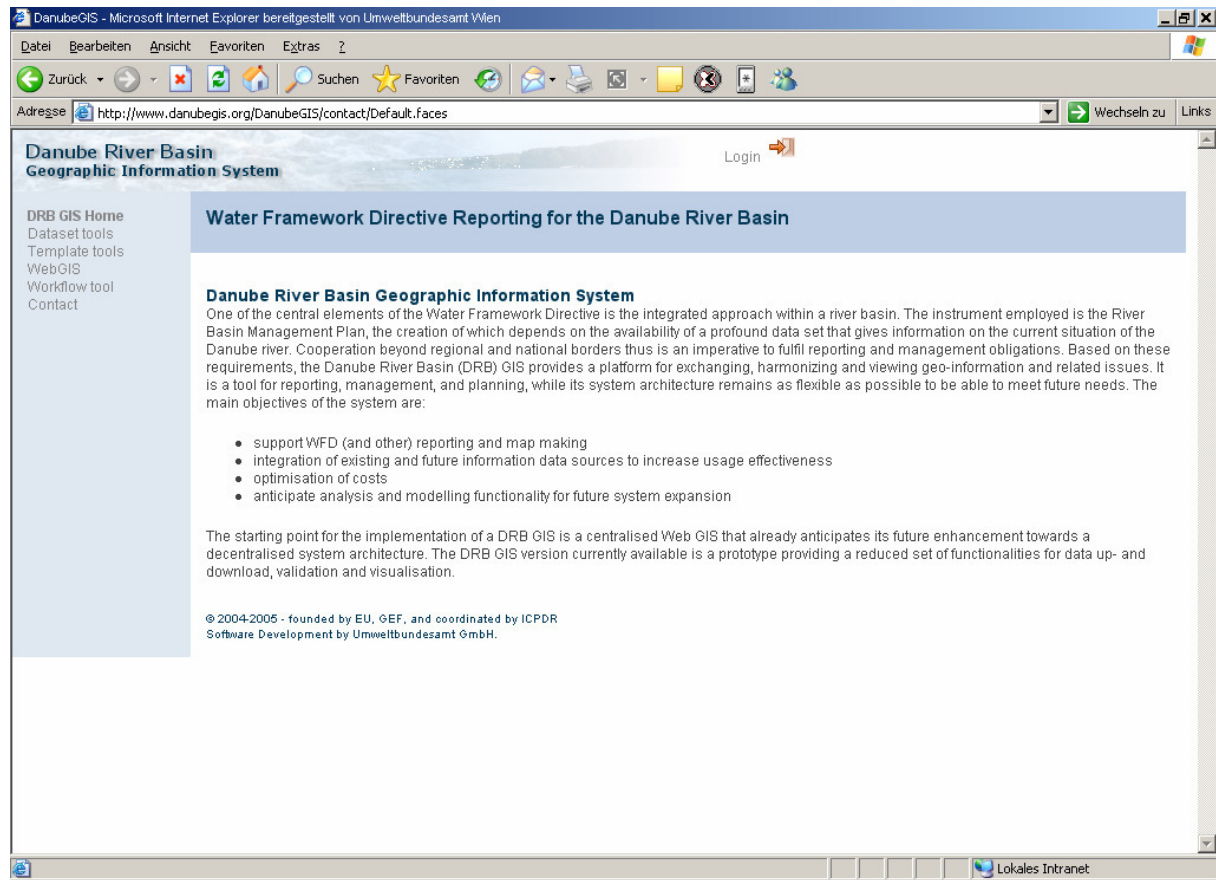 DanubeGIS - Microsoft Internet Explorer bereitgestellt von Umweltbundesamt Wien
Datei Bearbeiten Ansicht Favoriten Extras ?
Zurück Suchen Favoriten
Adresse http://www.danubegis.org/DanubeGIS/contact/Default.faces Wechseln zu Links
Danube River Basin
Geographic Information System
Login
DRB GIS Home
Dataset tools
Template tools
WebGIS
Workflow tool
Contact
Water Framework Directive Reporting for the Danube River Basin
Danube River Basin Geographic Information System
One of the central elements of the Water Framework Directive is the integrated approach within a river basin. The instrument employed is the River
Basin Management Plan, the creation of which depends on the availability of a profound data set that gives information on the current situation of the
Danube river. Cooperation beyond regional and national borders thus is an imperative to fulfil reporting and management obligations. Based on these
requirements, the Danube River Basin (DRB) GIS provides a platform for exchanging, harmonizing and viewing geo-information and related issues. It
is a tool for reporting, management, and planning, while its system architecture remains as flexible as possible to be able to meet future needs. The
main objectives of the system are:
• support WFD (and other) reporting and map making
• integration of existing and future information data sources to increase usage effectiveness
• optimisation of costs
• anticipate analysis and modelling functionality for future system expansion
The starting point for the implementation of a DRB GIS is a centralised Web GIS that already anticipates its future enhancement towards a
decentralised system architecture. The DRB GIS version currently available is a prototype providing a reduced set of functionalities for data up- and
download, validation and visualisation.
© 2004-2005 - founded by EU, GEF, and coordinated by ICPDR
Software Development by Umweltbundesamt GmbH.
Lokales Intranet